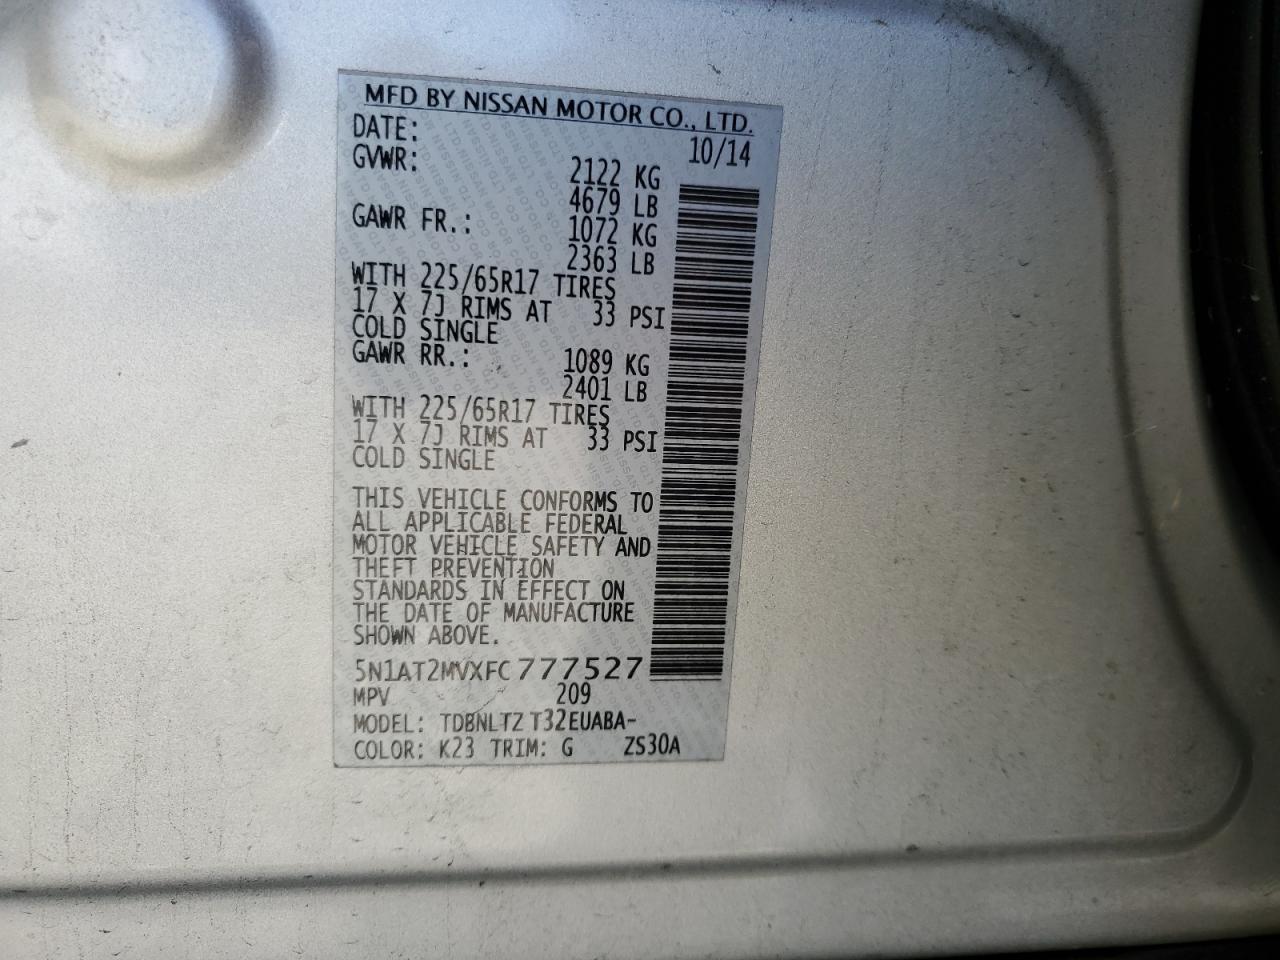 MFD BY NISSAN MOTOR CO., LTD.
DATE: 10/14
GVWR: 2122 KG
4679 LB
GAWR FR.: 1072 KG
2363 LB
WITH 225/65R17 TIRES
17 X 7J RIMS AT 33 PSI
COLD SINGLE
GAWR RR.: 1089 KG
2401 LB
WITH 225/65R17 TIRES
17 X 7J RIMS AT 33 PSI
COLD SINGLE
THIS VEHICLE CONFORMS TO
ALL APPLICABLE FEDERAL
MOTOR VEHICLE SAFETY AND
THEFT PREVENTION
STANDARDS IN EFFECT ON
THE DATE OF MANUFACTURE
SHOWN ABOVE.
5N1AT2MVXFC777527
MPV 209
MODEL: TDBNLTZ T32EUABA-
COLOR: K23 TRIM: G ZS30A